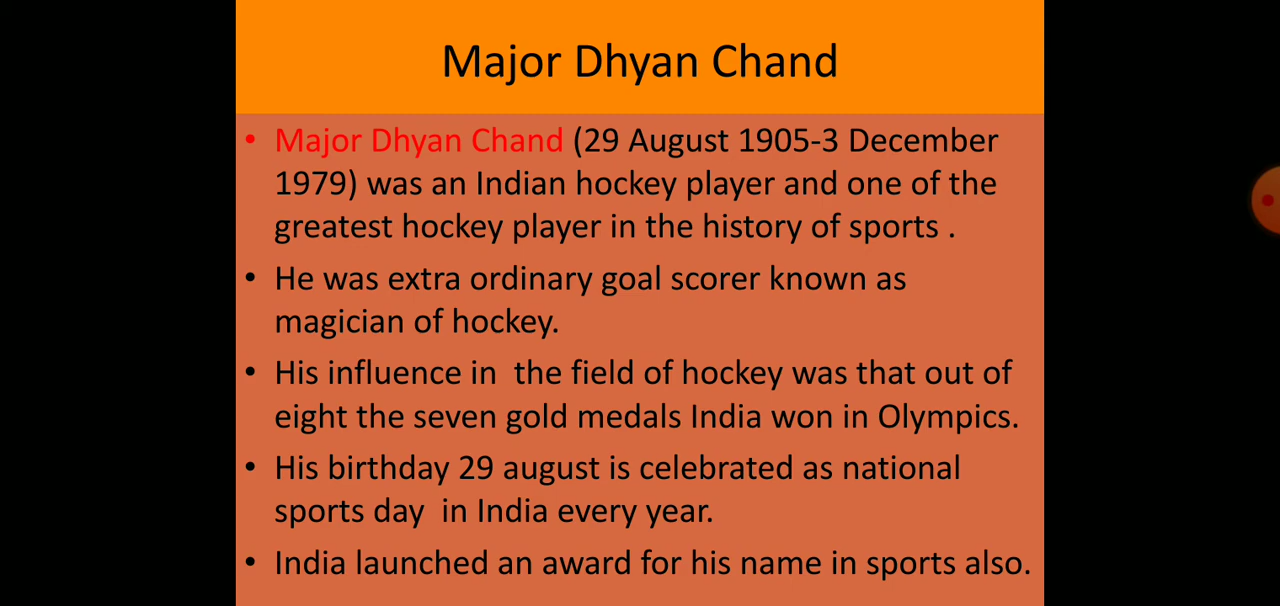 Major Dhyan Chand
• Major Dhyan Chand (29 August 1905-3 December
1979) was an Indian hockey player and one of the
greatest hockey player in the history of sports .
• He was extra ordinary goal scorer known as
magician of hockey.
• His influence in  the field of hockey was that out of
eight the seven gold medals India won in Olympics.
• His birthday 29 august is celebrated as national
sports day  in India every year.
• India launched an award for his name in sports also.